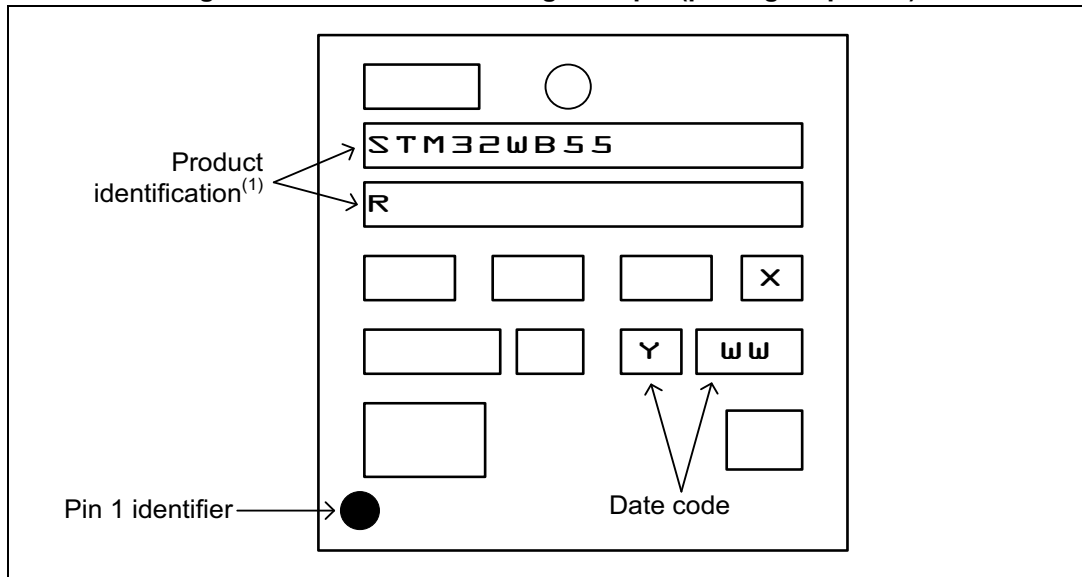 STM32WB55
Product
identification(1)
R
X
Y WW
Pin 1 identifier
Date code